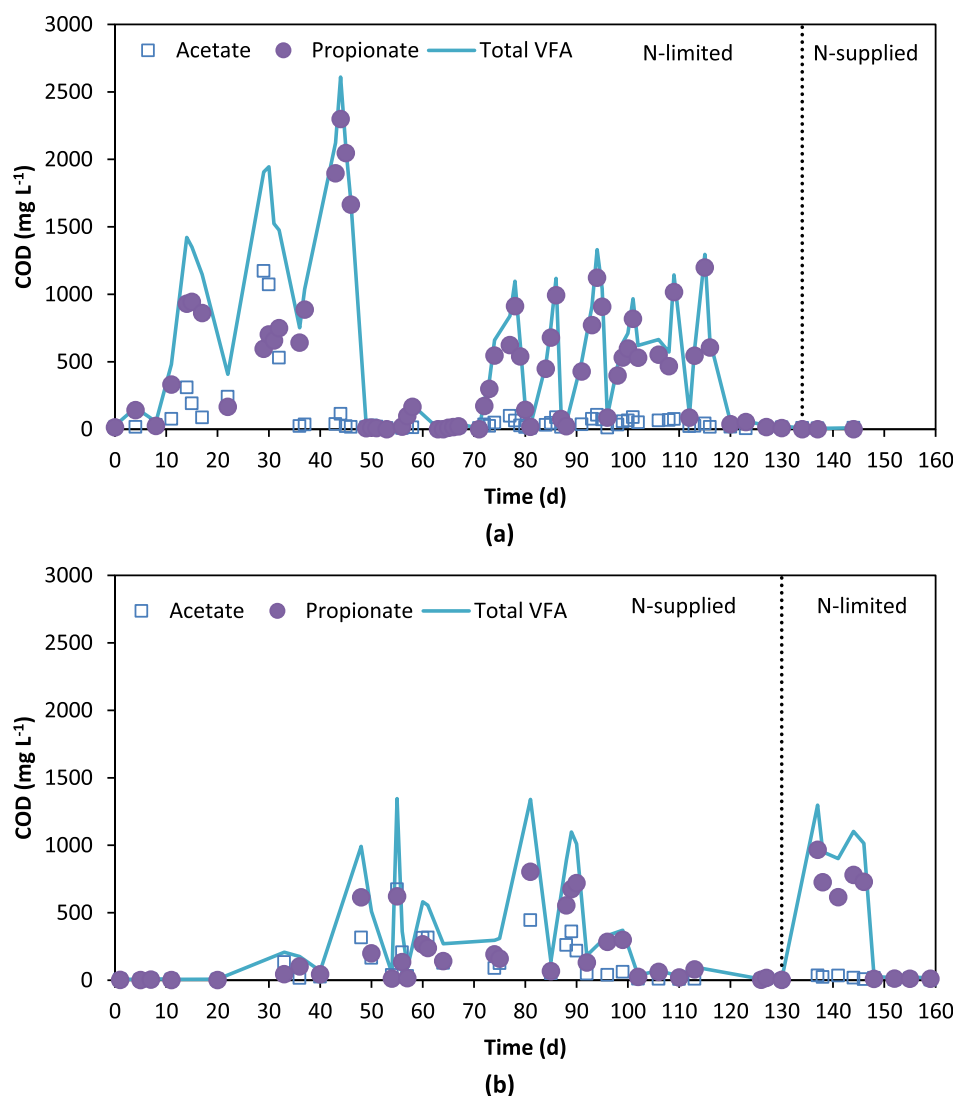 3000
Acetate Propionate Total VFA N-limited N-supplied
2500
2000
1500
1000
500
0
COD (mg L⁻¹)
0 10 20 30 40 50 60 70 80 90 100 110 120 130 140 150 160
Time (d)
(a)
3000
Acetate Propionate Total VFA N-supplied N-limited
2500
2000
1500
1000
500
0
COD (mg L⁻¹)
0 10 20 30 40 50 60 70 80 90 100 110 120 130 140 150 160
Time (d)
(b)